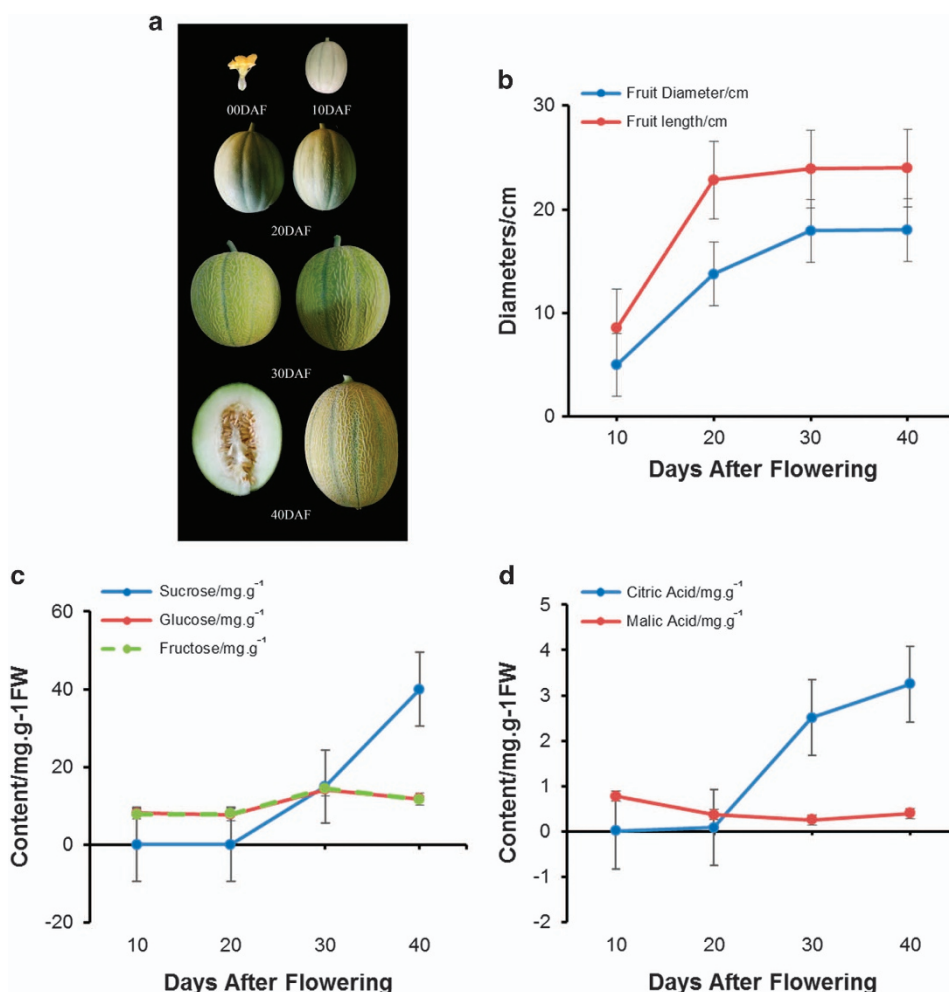 a
00DAF 10DAF
20DAF
30DAF
40DAF
b
Fruit Diameter/cm
Fruit length/cm
30
20
10
0
Diameters/cm
10 20 30 40
Days After Flowering
c
Sucrose/mg.g⁻¹
Glucose/mg.g⁻¹
Fructose/mg.g⁻¹
60
40
20
0
-20
Content/mg.g-1FW
10 20 30 40
Days After Flowering
d
Citric Acid/mg.g⁻¹
Malic Acid/mg.g⁻¹
5
4
3
2
1
0
-1
-2
Content/mg.g-1FW
10 20 30 40
Days After Flowering